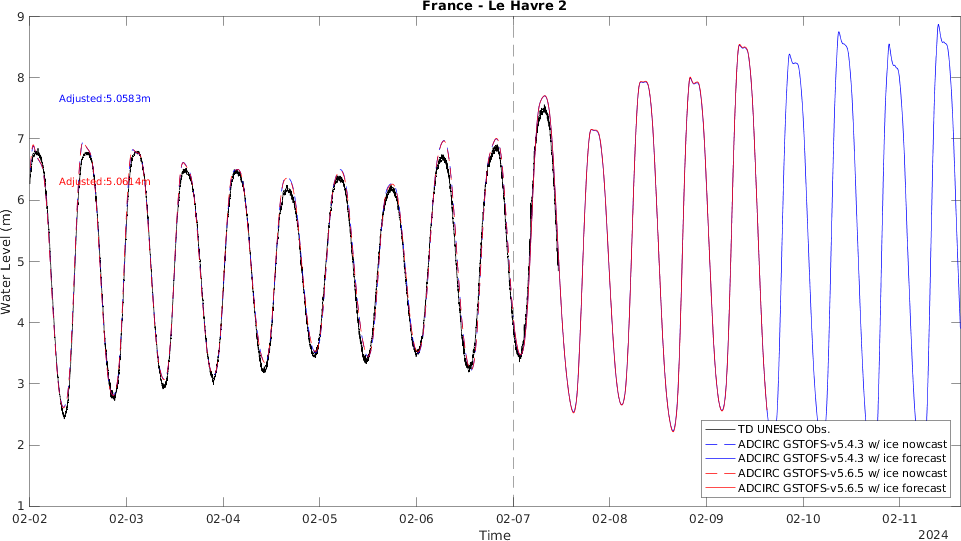 France - Le Havre 2
9
8
7
6
5
4
3
2
1
Water Level (m)
Adjusted:5.0583m
Adjusted:5.0614m
TD UNESCO Obs.
ADCIRC GSTOFS-v5.4.3 w/ ice nowcast
ADCIRC GSTOFS-v5.4.3 w/ ice forecast
ADCIRC GSTOFS-v5.6.5 w/ ice nowcast
ADCIRC GSTOFS-v5.6.5 w/ ice forecast
02-02 02-03 02-04 02-05 02-06 02-07 02-08 02-09 02-10 02-11
Time
2024